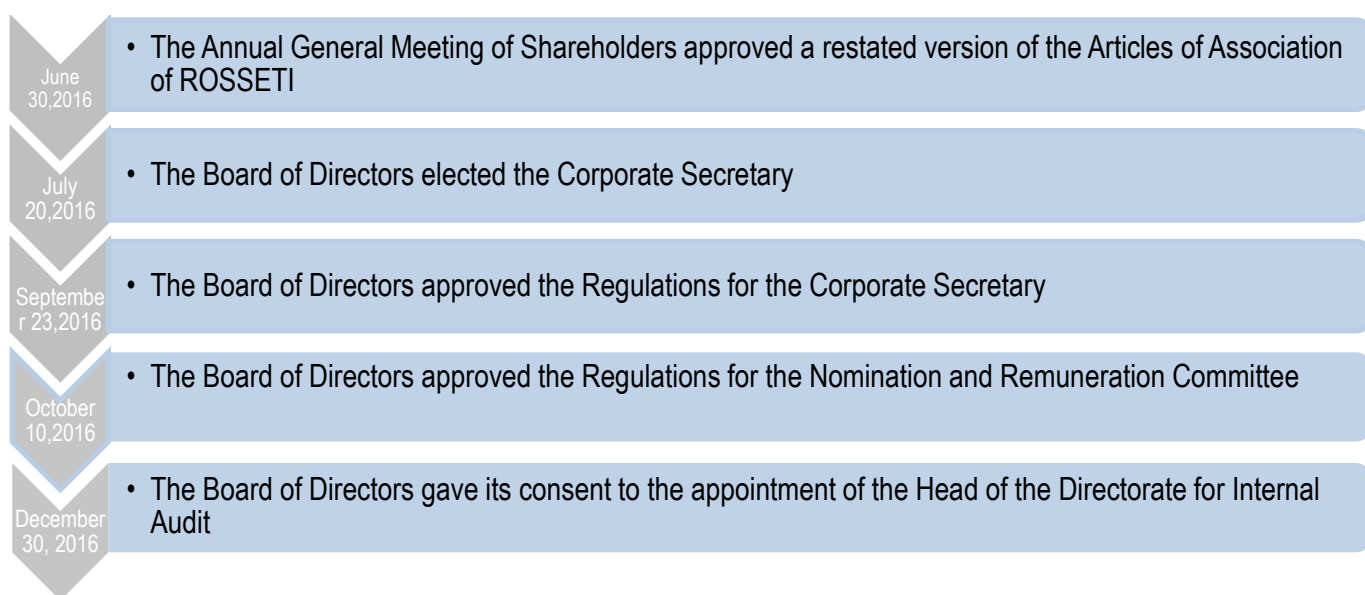 June
30,2016
• The Annual General Meeting of Shareholders approved a restated version of the Articles of Association
of ROSSETI
July
20,2016
• The Board of Directors elected the Corporate Secretary
Septembe
r 23,2016
• The Board of Directors approved the Regulations for the Corporate Secretary
October
10,2016
• The Board of Directors approved the Regulations for the Nomination and Remuneration Committee
December
30, 2016
• The Board of Directors gave its consent to the appointment of the Head of the Directorate for Internal
Audit